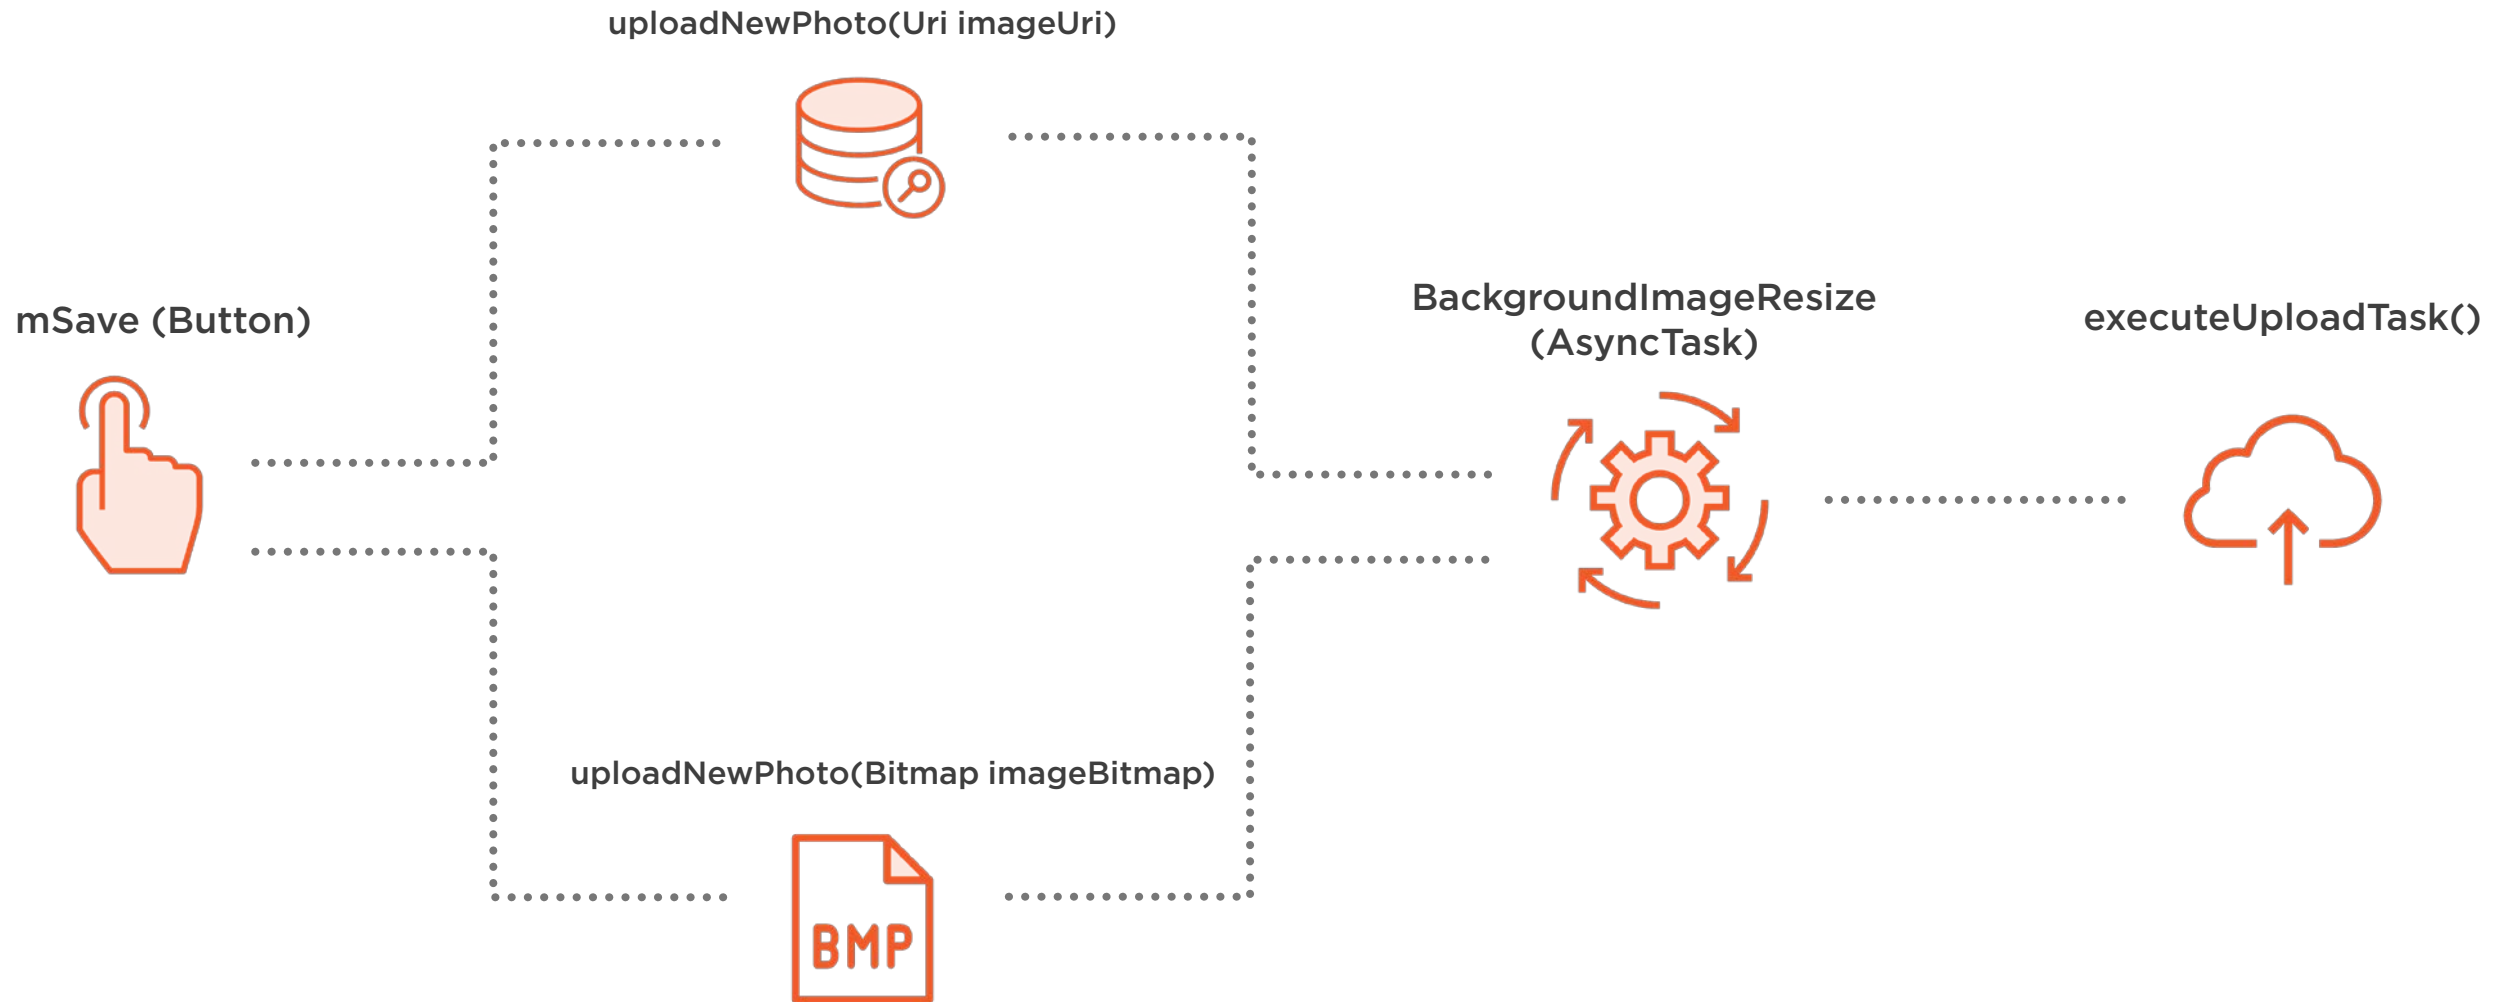 uploadNewPhoto(Uri imageUri)
mSave (Button)
BackgroundImageResize
(AsyncTask)
executeUploadTask()
uploadNewPhoto(Bitmap imageBitmap)
BMP